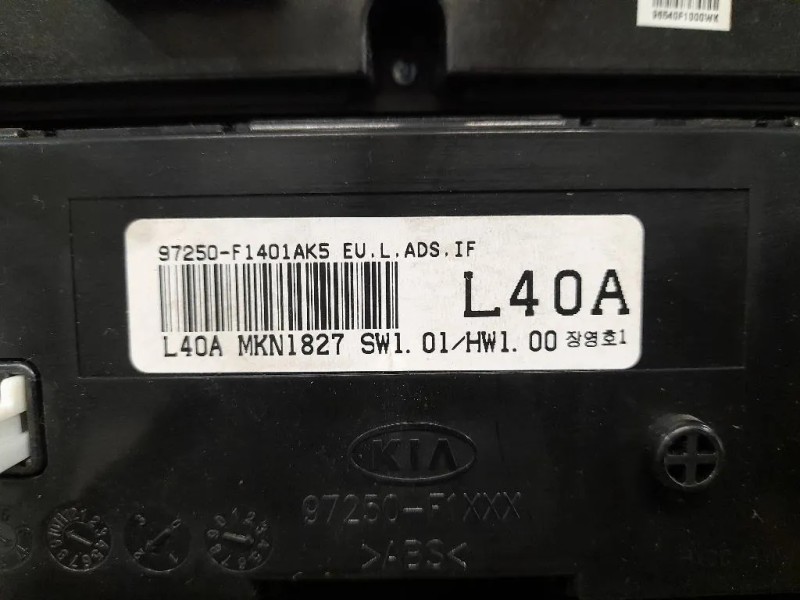 96540F1000WK
97250-F1401AK5 EU.L.ADS.IF
L40A
L40A MKN1827 SW1.01/HW1.00 장영호1
KIA
97250-F1XXX
>ABS<